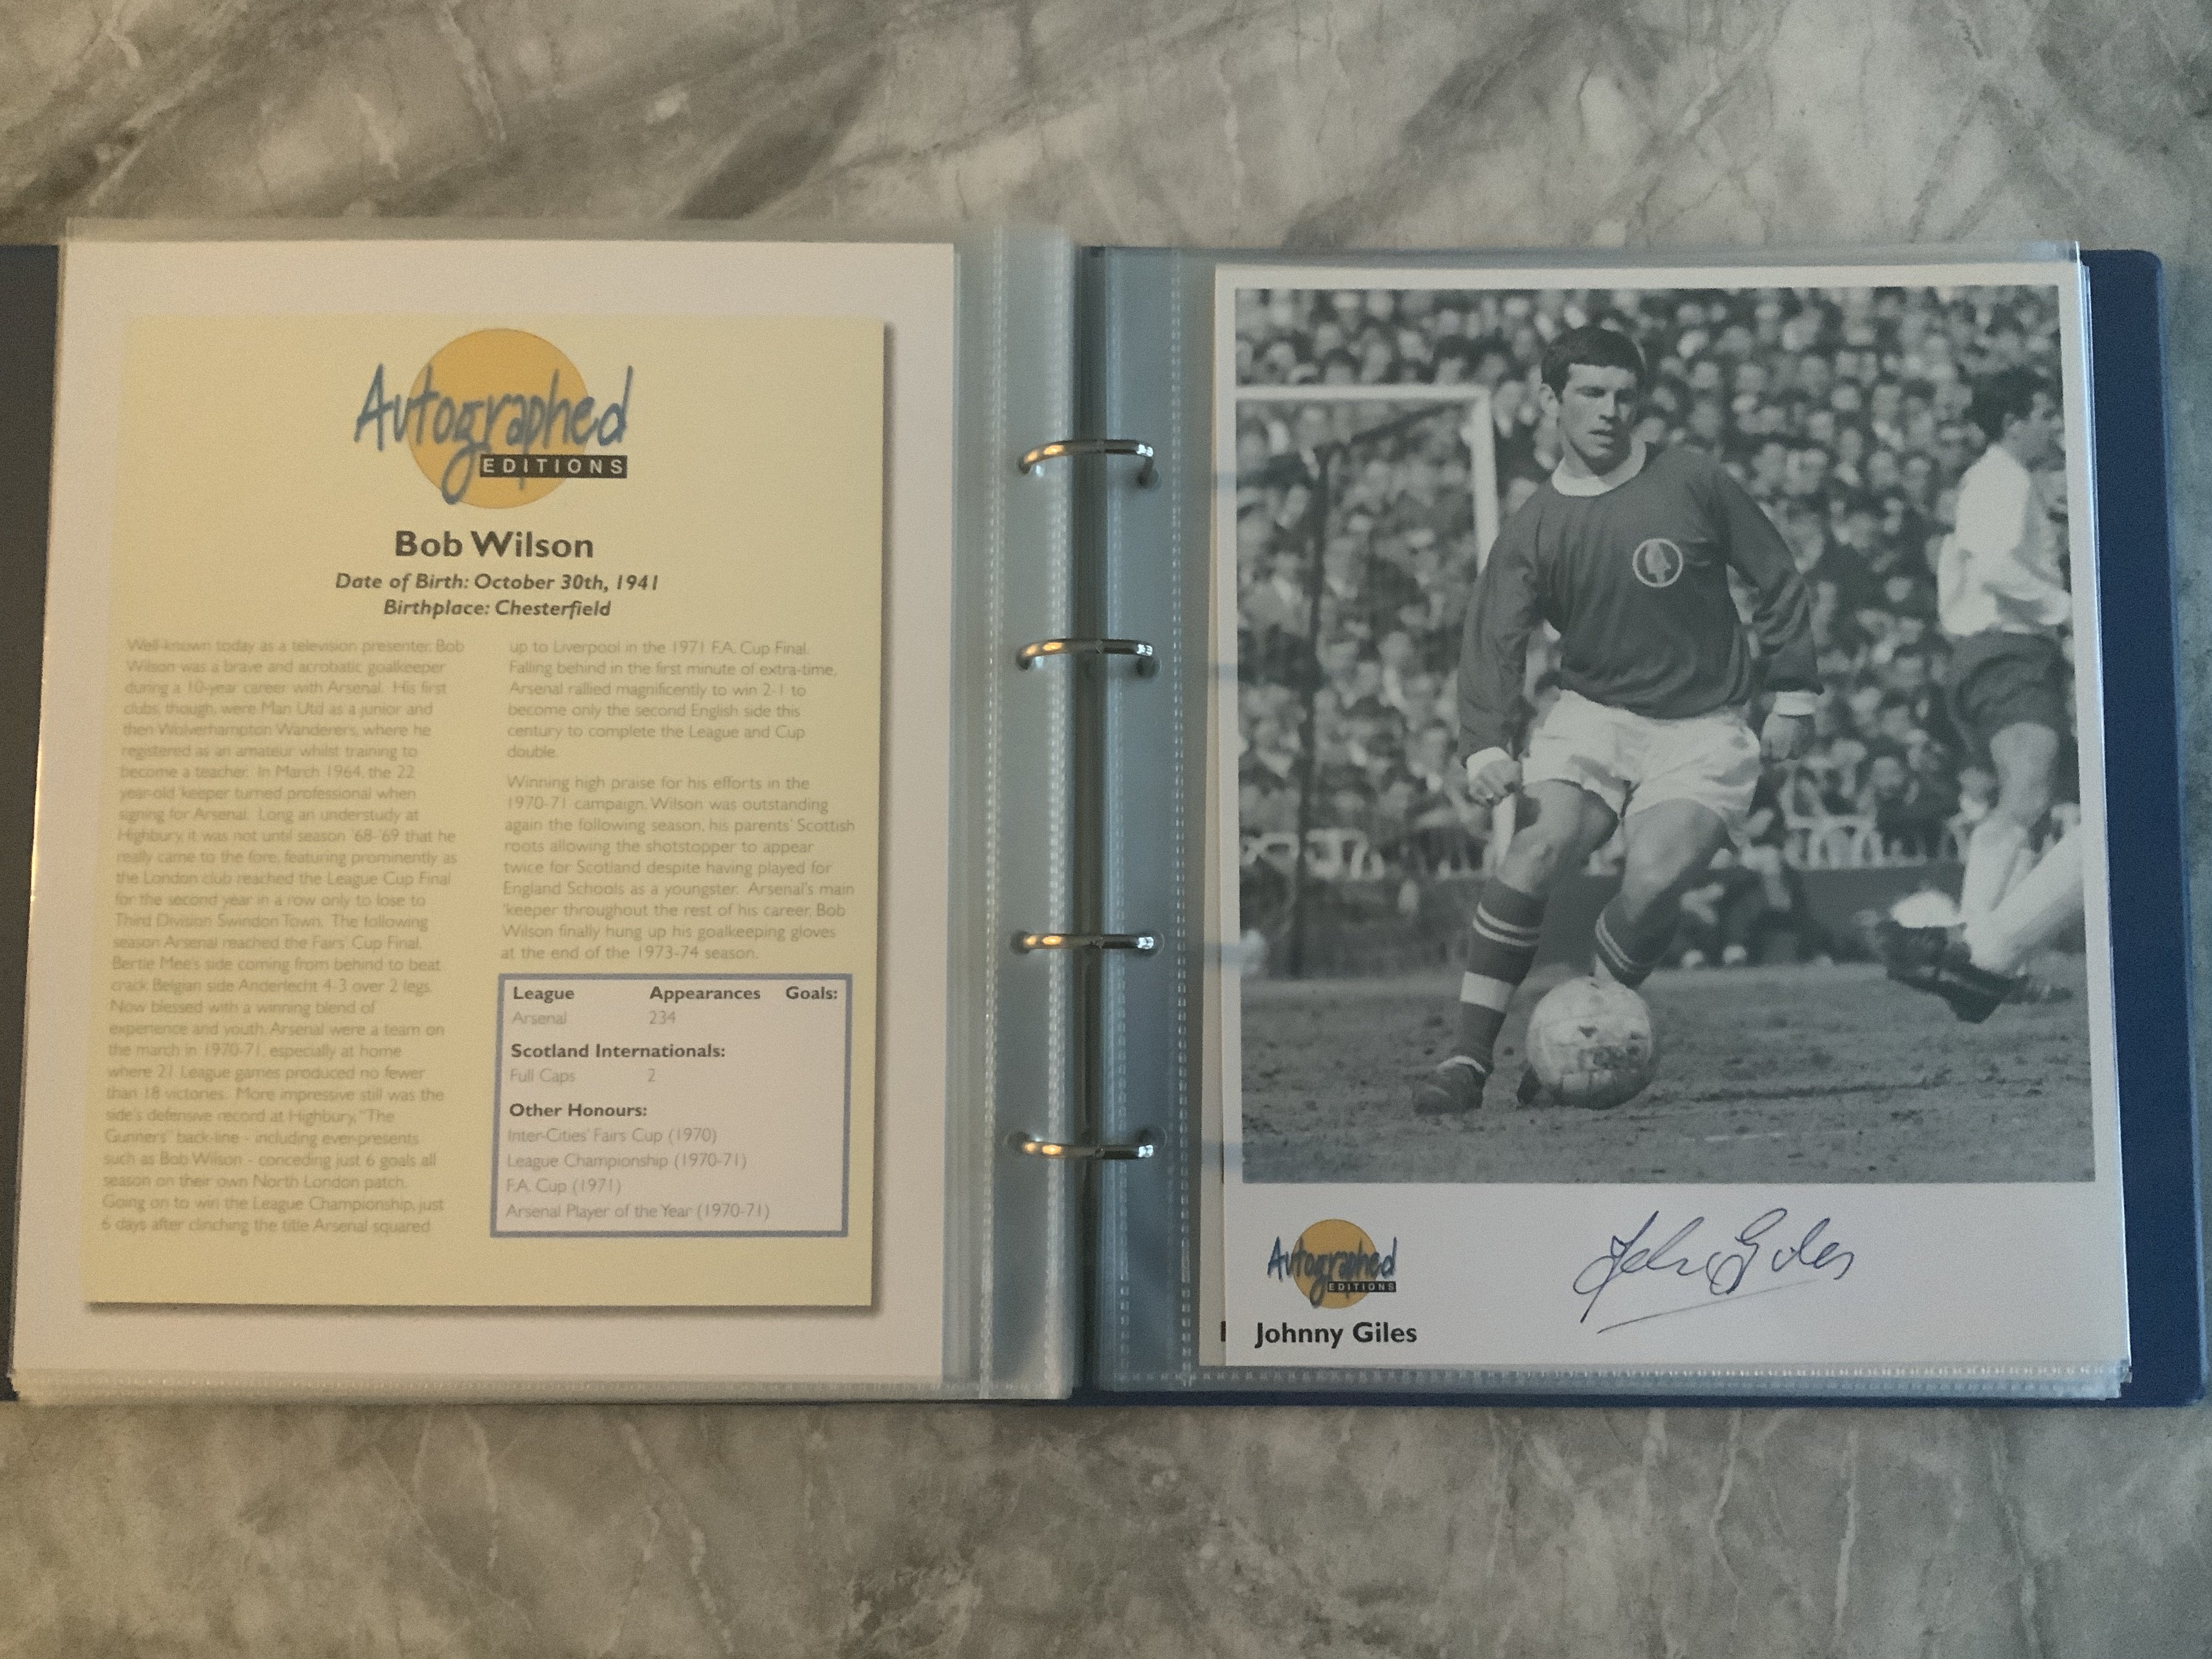 Autographed
EDITIONS
Bob Wilson
Date of Birth: October 30th, 1941
Birthplace: Chesterfield
Well-known today as a television presenter, Bob
Wilson was a brave and acrobatic goalkeeper
during a 10-year career with Arsenal. His first
clubs, though, were Man Utd as a junior and
then Wolverhampton Wanderers, where he
registered as an amateur whilst training to
become a teacher. In March 1964, the 22
year-old 'keeper turned professional when
signing for Arsenal. Long an understudy at
Highbury, it was not until season '68-'69 that he
really came to the fore, featuring prominently as
the London club reached the League Cup Final
for the second year in a row only to lose to
Third Division Swindon Town. The following
season Arsenal reached the Fairs' Cup Final,
Bertie Mee's side coming from behind to beat
crack Belgian side Anderlecht 4-3 over 2 legs.
Now blessed with a winning blend of
experience and youth, Arsenal were a team on
the march in 1970-71, especially at home
where 21 League games produced no fewer
than 18 victories. More impressive still was the
side's defensive record at Highbury, "The
Gunners" back-line - including ever-presents
such as Bob Wilson - conceding just 6 goals all
season on their own North London patch.
Going on to win the League Championship, just
6 days after clinching the title Arsenal squared
up to Liverpool in the 1971 F.A. Cup Final.
Falling behind in the first minute of extra-time,
Arsenal rallied magnificently to win 2-1 to
become only the second English side this
century to complete the League and Cup
double.
Winning high praise for his efforts in the
1970-71 campaign, Wilson was outstanding
again the following season, his parents' Scottish
roots allowing the shotstopper to appear
twice for Scotland despite having played for
England Schools as a youngster. Arsenal's main
'keeper throughout the rest of his career, Bob
Wilson finally hung up his goalkeeping gloves
at the end of the 1973-74 season.
League Appearances Goals:
Arsenal 234
Scotland Internationals:
Full Caps 2
Other Honours:
Inter-Cities' Fairs Cup (1970)
League Championship (1970-71)
F.A. Cup (1971)
Arsenal Player of the Year (1970-71)
John Giles
Autographed
EDITIONS
Johnny Giles